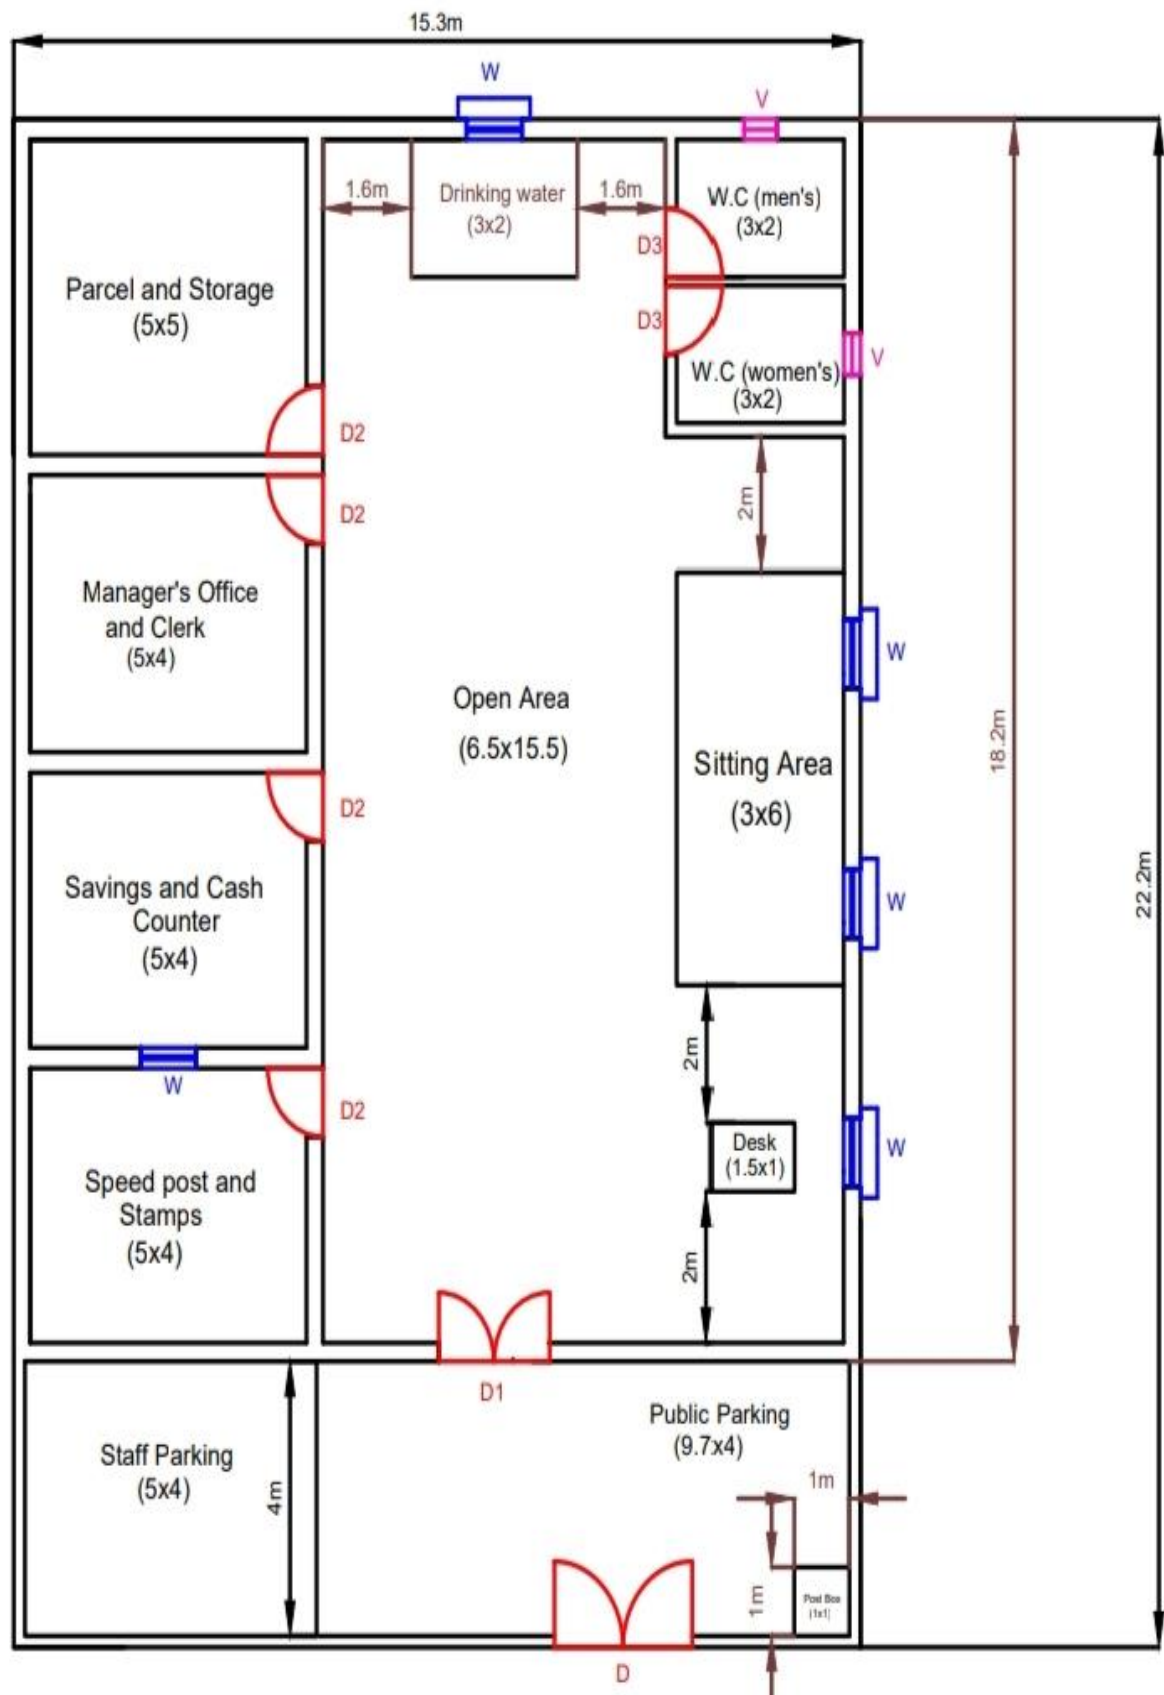 15.3m
W
V
1.6m
Drinking water
(3x2)
1.6m
W.C (men's)
(3x2)
D3
Parcel and Storage
(5x5)
D3
V
W.C (women's)
(3x2)
D2
2m
D2
Manager's Office
and Clerk
(5x4)
W
Open Area
(6.5x15.5)
18.2m
Sitting Area
(3x6)
D2
Savings and Cash
Counter
(5x4)
W
22.2m
2m
W
D2
Desk
(1.5x1)
W
Speed post and
Stamps
(5x4)
2m
D1
Public Parking
(9.7x4)
Staff Parking
(5x4)
4m
1m
1m
Post Box
(1x1)
D